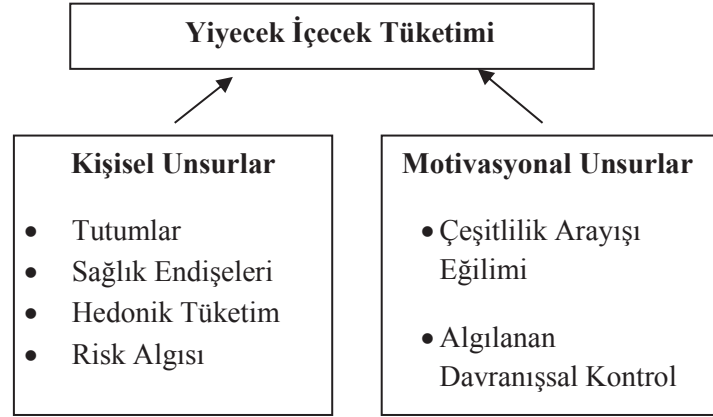 Yiyecek İçecek Tüketimi
Kişisel Unsurlar
• Tutumlar
• Sağlık Endişeleri
• Hedonik Tüketim
• Risk Algısı
Motivasyonal Unsurlar
• Çeşitlilik Arayışı
Eğilimi
• Algılanan
Davranışsal Kontrol